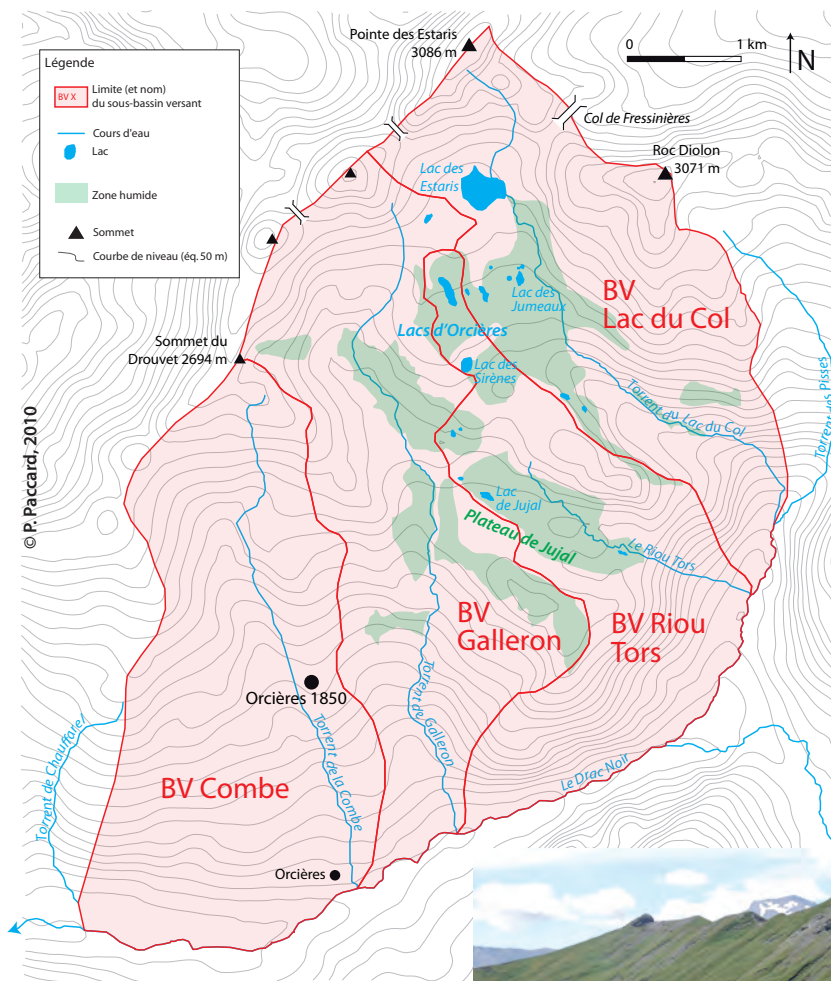 Pointe des Estaris
3086 m
0 1 km
N
Légende
BV X
Limite (et nom)
du sous-bassin versant
Cours d'eau
Lac
Zone humide
Sommet
Courbe de niveau (éq. 50 m)
Col de Fressinières
Roc Diolon
3071 m
Lac des
Estaris
BV
Lac du Col
Lac des
Jumeaux
Lacs d'Orcières
Sommet du
Drouvet 2694 m
Lac des
Sirènes
Torrent du Lac du Col
Torrent des Pisses
© P. Paccard, 2010
Lac
de Jujal
Plateau de Jujal
Le Riou Tors
BV
Galleron
BV Riou
Tors
Orcières 1850
Torrent de Galleron
Torrent de la Combe
Torrent de Chauffarel
BV Combe
Le Drac Noir
Orcières